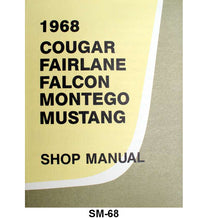 1968
COUGAR
FAIRLANE
FALCON
MONTEGO
MUSTANG
SHOP MANUAL
SM-68